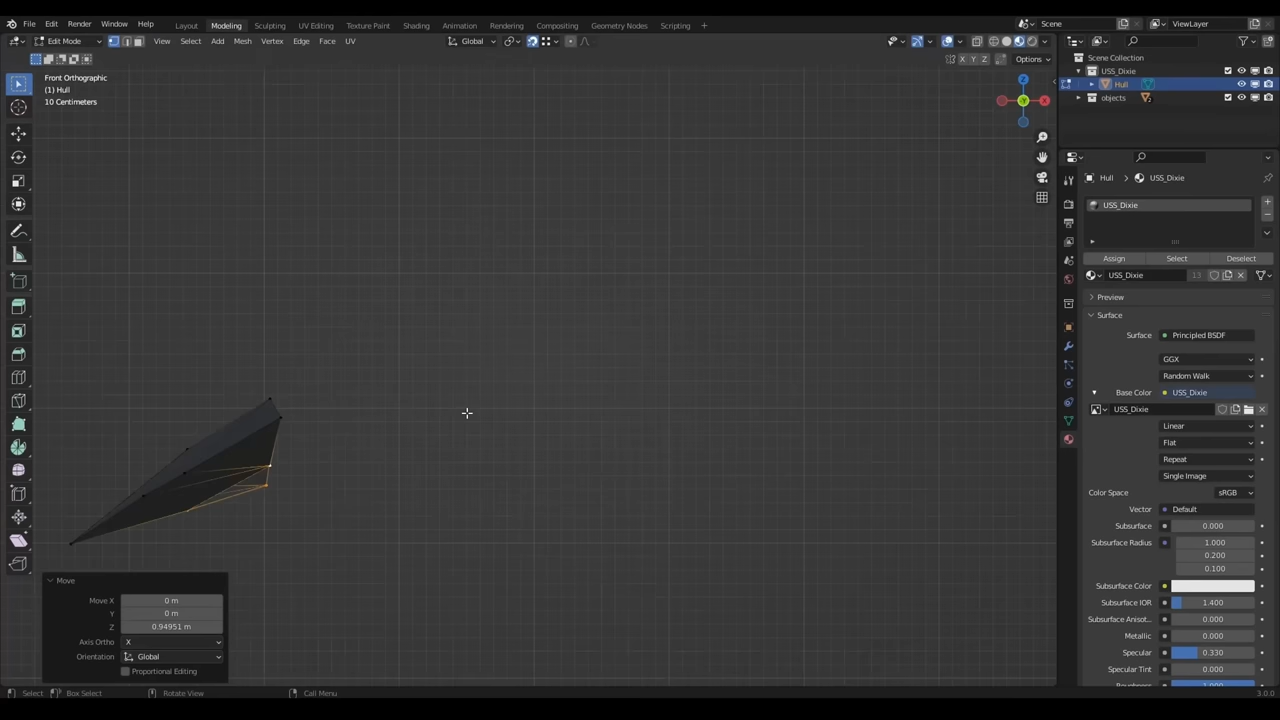 File Edit Render Window Help Layout Modeling Sculpting UV Editing Texture Paint Shading Animation Rendering Compositing Geometry Nodes Scripting + Scene ViewLayer
Edit Mode View Select Add Mesh Vertex Edge Face UV Global
X Y Z Options
Scene Collection
USS_Dixie
Hull
objects 2
Front Orthographic
(1) Hull
10 Centimeters
Z
Y
X
Hull > USS_Dixie
USS_Dixie
Assign Select Deselect
USS_Dixie 13
Preview
Surface
Surface Principled BSDF
GGX
Random Walk
Base Color USS_Dixie
USS_Dixie
Linear
Flat
Repeat
Single Image
Color Space sRGB
Vector Default
Subsurface 0.000
Subsurface Radius 1.000
0.200
0.100
Subsurface Color
Subsurface IOR 1.400
Subsurface Anisot... 0.000
Metallic 0.000
Specular 0.330
Specular Tint 0.000
Roughness 1.000
Move
Move X 0 m
Y 0 m
Z 0.94951 m
Axis Ortho X
Orientation Global
Proportional Editing
Select Box Select Rotate View Call Menu 3.0.0